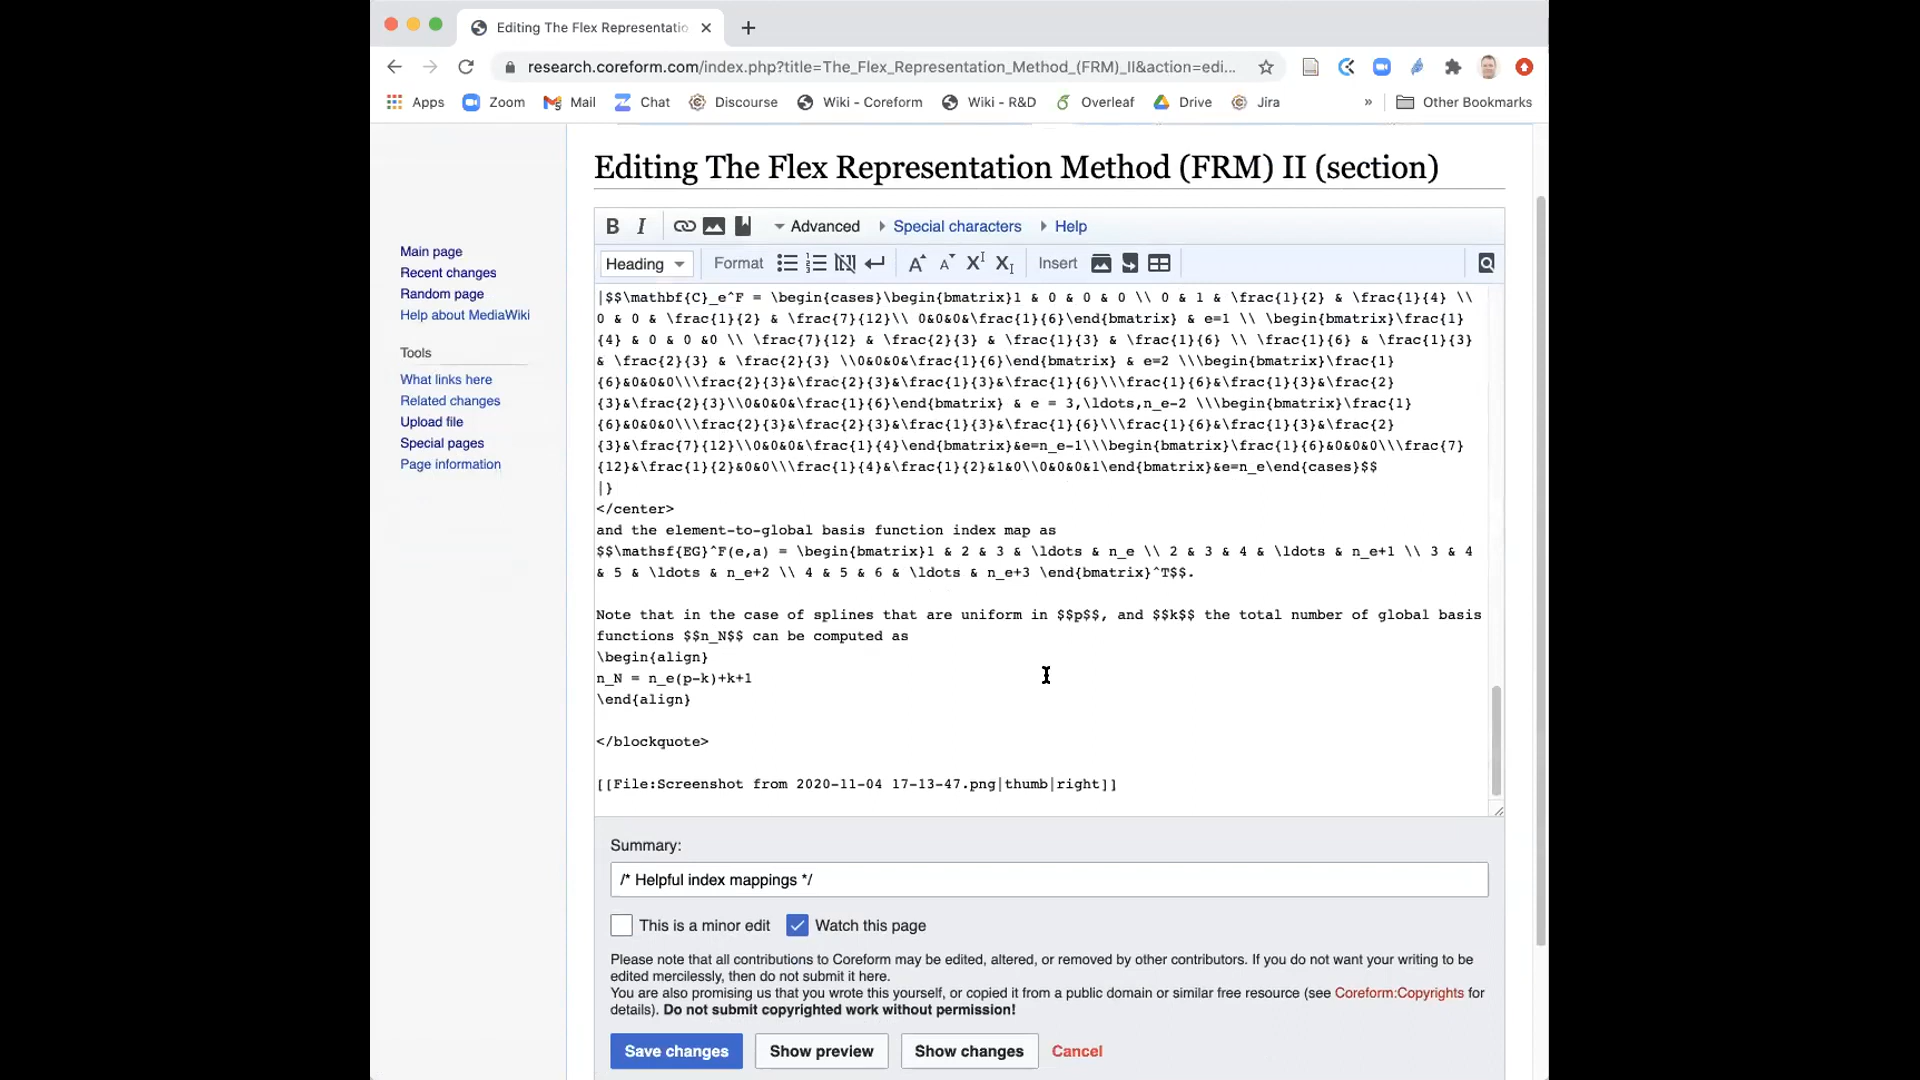 Editing The Flex Representatio
research.coreform.com/index.php?title=The_Flex_Representation_Method_(FRM)_II&action=edi...
Apps Zoom Mail Chat Discourse Wiki - Coreform Wiki - R&D Overleaf Drive Jira » Other Bookmarks
Main page
Recent changes
Random page
Help about MediaWiki
Tools
What links here
Related changes
Upload file
Special pages
Page information
Editing The Flex Representation Method (FRM) II (section)
B I Advanced Special characters Help
Heading Format Insert
|$$\mathbf{C}_e^F = \begin{cases}\begin{bmatrix}1 & 0 & 0 & 0 \\ 0 & 1 & \frac{1}{2} & \frac{1}{4} \\
0 & 0 & \frac{1}{2} & \frac{7}{12}\\ 0&0&0&\frac{1}{6}\end{bmatrix} & e=1 \\ \begin{bmatrix}\frac{1}
{4} & 0 & 0 &0 \\ \frac{7}{12} & \frac{2}{3} & \frac{1}{3} & \frac{1}{6} \\ \frac{1}{6} & \frac{1}{3}
& \frac{2}{3} & \frac{2}{3} \\0&0&0&\frac{1}{6}\end{bmatrix} & e=2 \\\begin{bmatrix}\frac{1}
{6}&0&0&0\\\frac{2}{3}&\frac{2}{3}&\frac{1}{3}&\frac{1}{6}\\\frac{1}{6}&\frac{1}{3}&\frac{2}
{3}&\frac{2}{3}\\0&0&0&\frac{1}{6}\end{bmatrix} & e = 3,\ldots,n_e-2 \\\begin{bmatrix}\frac{1}
{6}&0&0&0\\\frac{2}{3}&\frac{2}{3}&\frac{1}{3}&\frac{1}{6}\\\frac{1}{6}&\frac{1}{3}&\frac{2}
{3}&\frac{7}{12}\\0&0&0&\frac{1}{4}\end{bmatrix}&e=n_e-1\\\begin{bmatrix}\frac{1}{6}&0&0&0\\\frac{7}
{12}&\frac{1}{2}&0&0\\\frac{1}{4}&\frac{1}{2}&1&0\\0&0&0&1\end{bmatrix}&e=n_e\end{cases}$$
|}
</center>
and the element-to-global basis function index map as
$$\mathsf{EG}^F(e,a) = \begin{bmatrix}1 & 2 & 3 & \ldots & n_e \\ 2 & 3 & 4 & \ldots & n_e+1 \\ 3 & 4
& 5 & \ldots & n_e+2 \\ 4 & 5 & 6 & \ldots & n_e+3 \end{bmatrix}^T$$.
Note that in the case of splines that are uniform in $$p$$, and $$k$$ the total number of global basis
functions $$n_N$$ can be computed as
\begin{align}
n_N = n_e(p-k)+k+1
\end{align}
</blockquote>
[[File:Screenshot from 2020-11-04 17-13-47.png|thumb|right]]
Summary:
/* Helpful index mappings */
This is a minor edit Watch this page
Please note that all contributions to Coreform may be edited, altered, or removed by other contributors. If you do not want your writing to be
edited mercilessly, then do not submit it here.
You are also promising us that you wrote this yourself, or copied it from a public domain or similar free resource (see Coreform:Copyrights for
details). Do not submit copyrighted work without permission!
Save changes Show preview Show changes Cancel